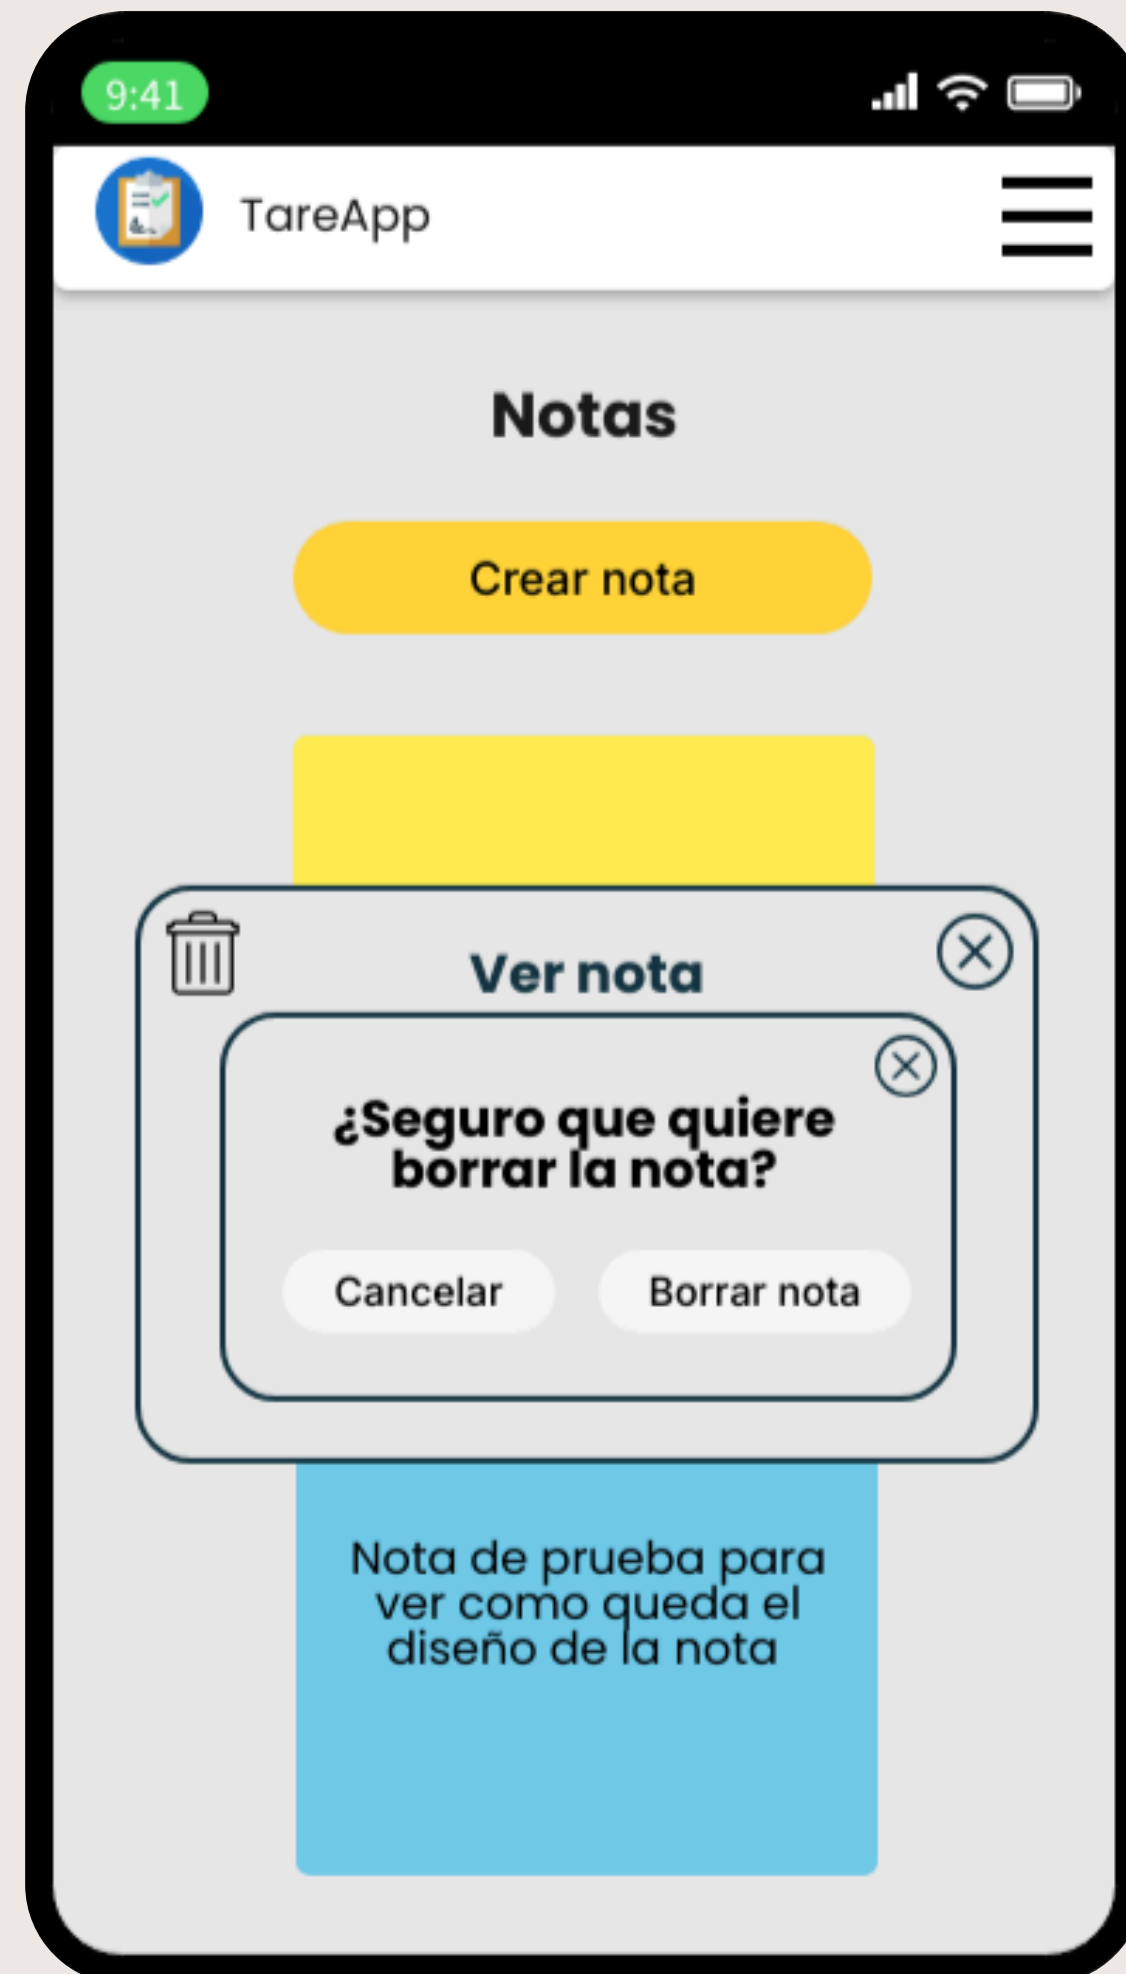 9:41
TareApp
Notas
Crear nota
Ver nota
¿Seguro que quiere
borrar la nota?
Cancelar
Borrar nota
Nota de prueba para
ver como queda el
diseño de la nota